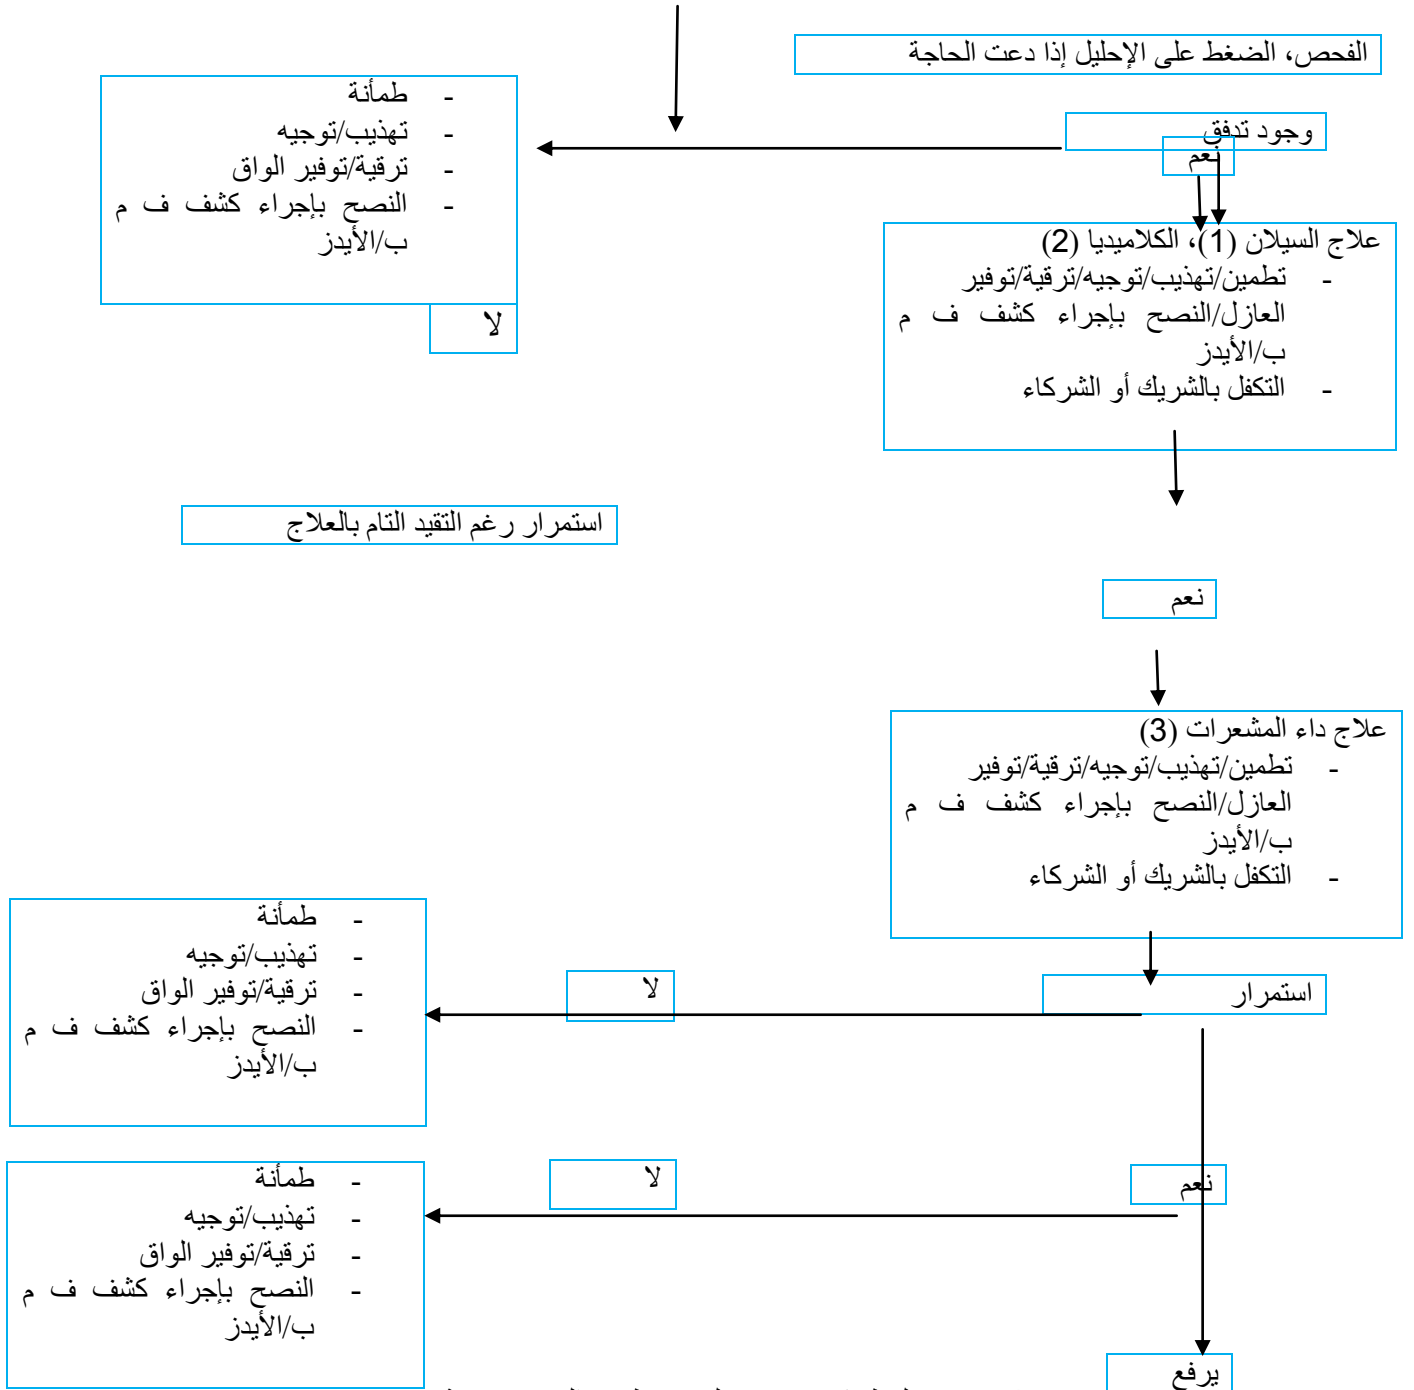 الفحص، الضغط على الإحليل إذا دعت الحاجة
وجود تدفق
نعم
- طمأنة
- تهذيب/توجيه
- ترقية/توفير الواق
- النصح بإجراء كشف ف م
ب/الأيدز
لا
علاج السيلان (1)، الكلاميديا (2)
- تطمين/تهذيب/توجيه/ترقية/توفير
العازل/النصح بإجراء كشف ف م
ب/الأيدز
- التكفل بالشريك أو الشركاء
استمرار رغم التقيد التام بالعلاج
نعم
علاج داء المشعرات (3)
- تطمين/تهذيب/توجيه/ترقية/توفير
العازل/النصح بإجراء كشف ف م
ب/الأيدز
- التكفل بالشريك أو الشركاء
استمرار
لا
- طمأنة
- تهذيب/توجيه
- ترقية/توفير الواق
- النصح بإجراء كشف ف م
ب/الأيدز
نعم
لا
- طمأنة
- تهذيب/توجيه
- ترقية/توفير الواق
- النصح بإجراء كشف ف م
ب/الأيدز
يرفع